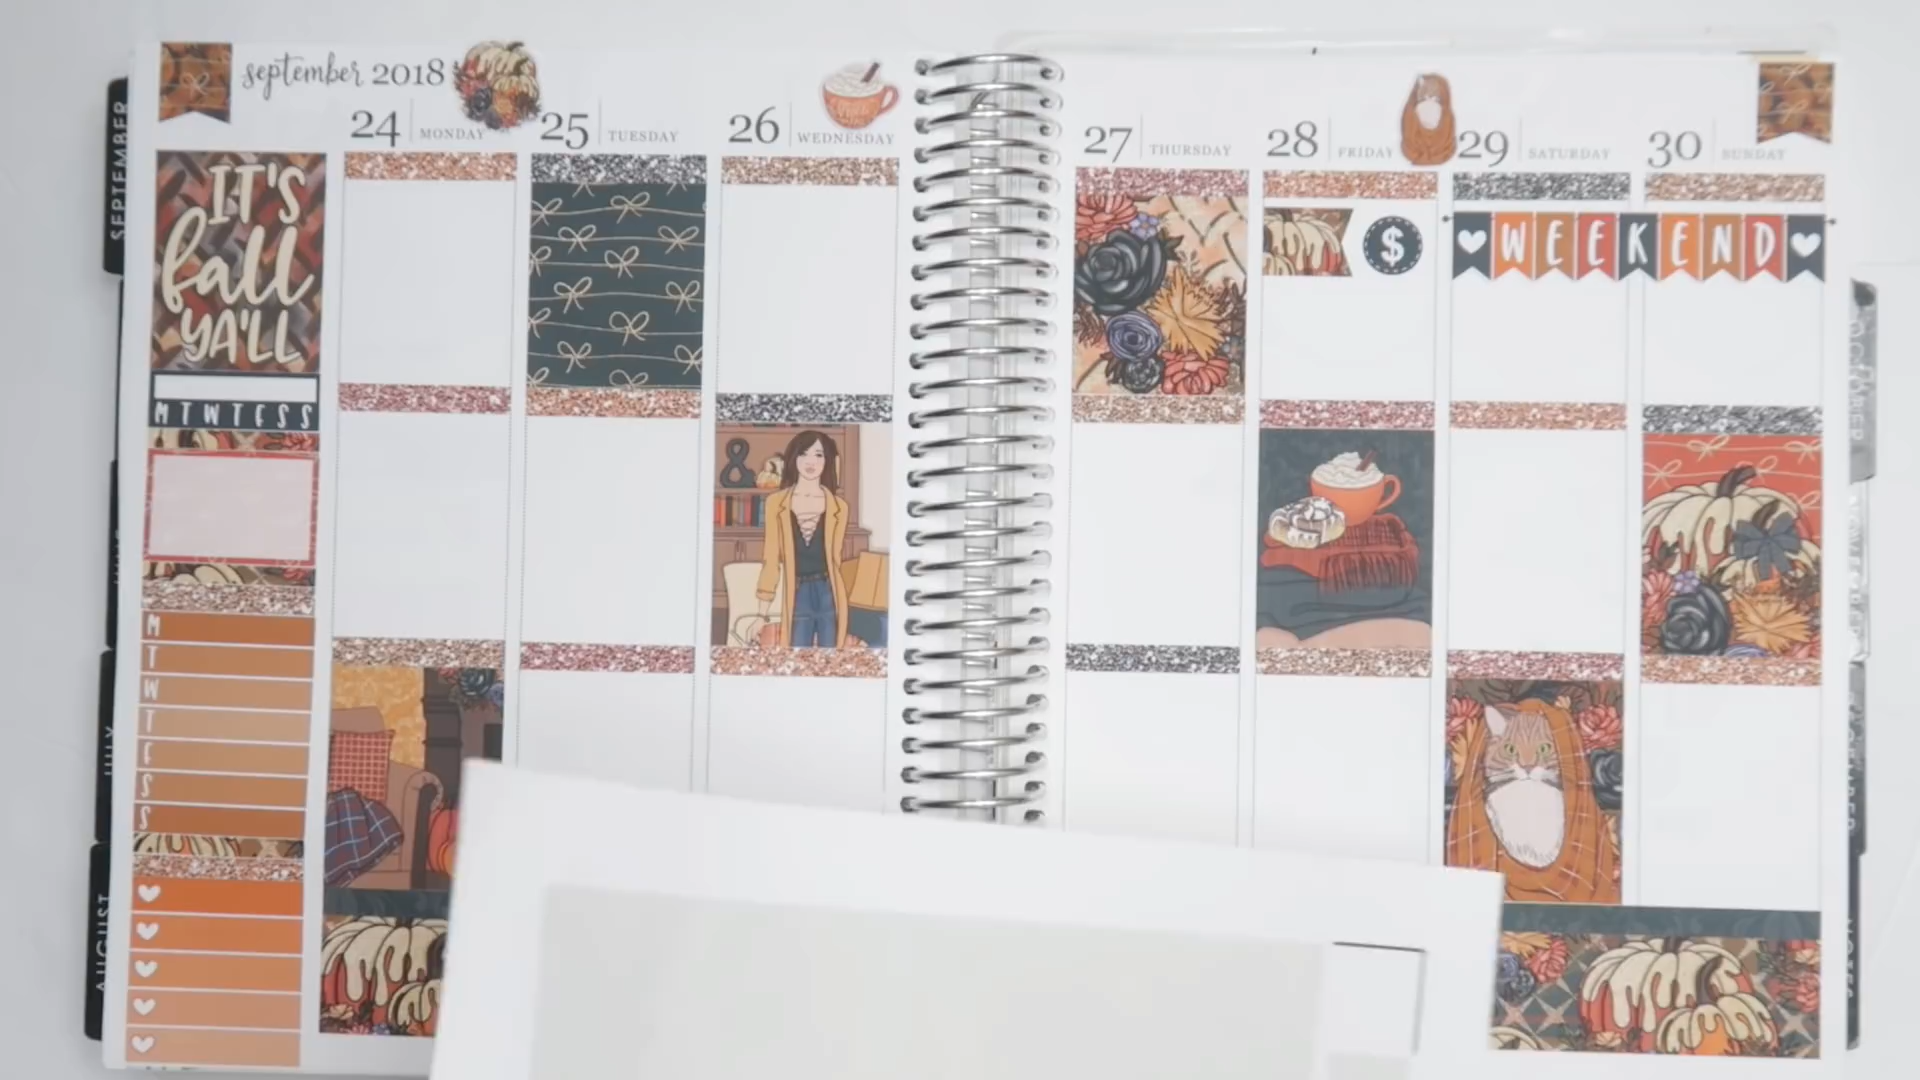 september 2018
24 MONDAY
25 TUESDAY
26 WEDNESDAY
27 THURSDAY
28 FRIDAY
29 SATURDAY
30 SUNDAY
IT'S
fall
YA'LL
M T W T F S S
M
T
W
T
F
S
S
$
WEEKEND
&
SEPTEMBER
JULY
AUGUST